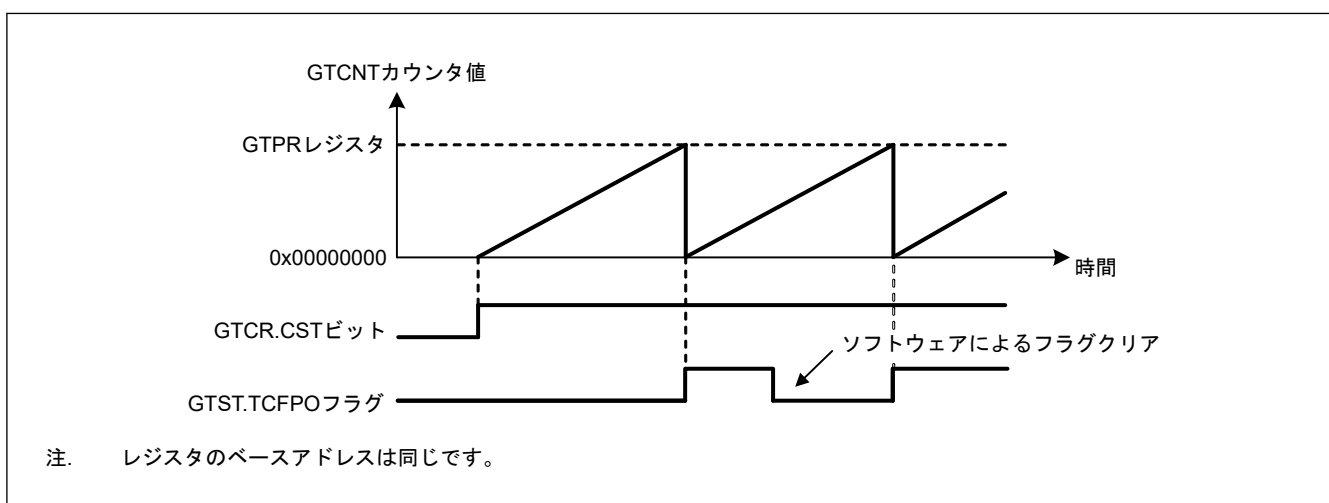 GTCNTカウンタ値
GTPRレジスタ
0x00000000
時間
GTCR.CSTビット
ソフトウェアによるフラグクリア
GTST.TCFPOフラグ
注. レジスタのベースアドレスは同じです。